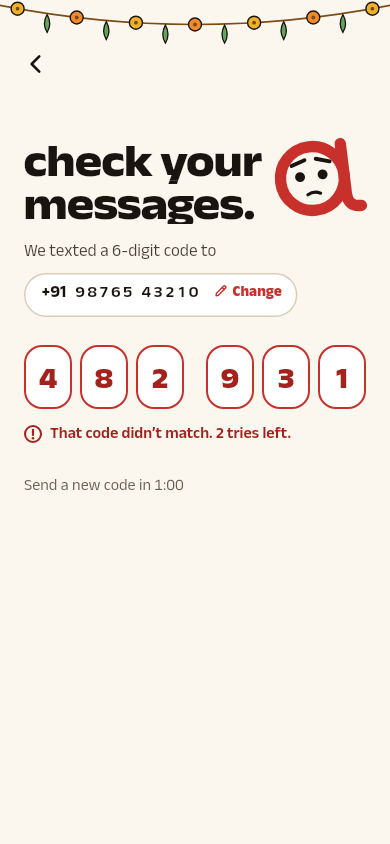 check your
messages.
We texted a 6-digit code to
+91 98765 43210 Change
4 8 2 9 3 1
That code didn’t match. 2 tries left.
Send a new code in 1:00